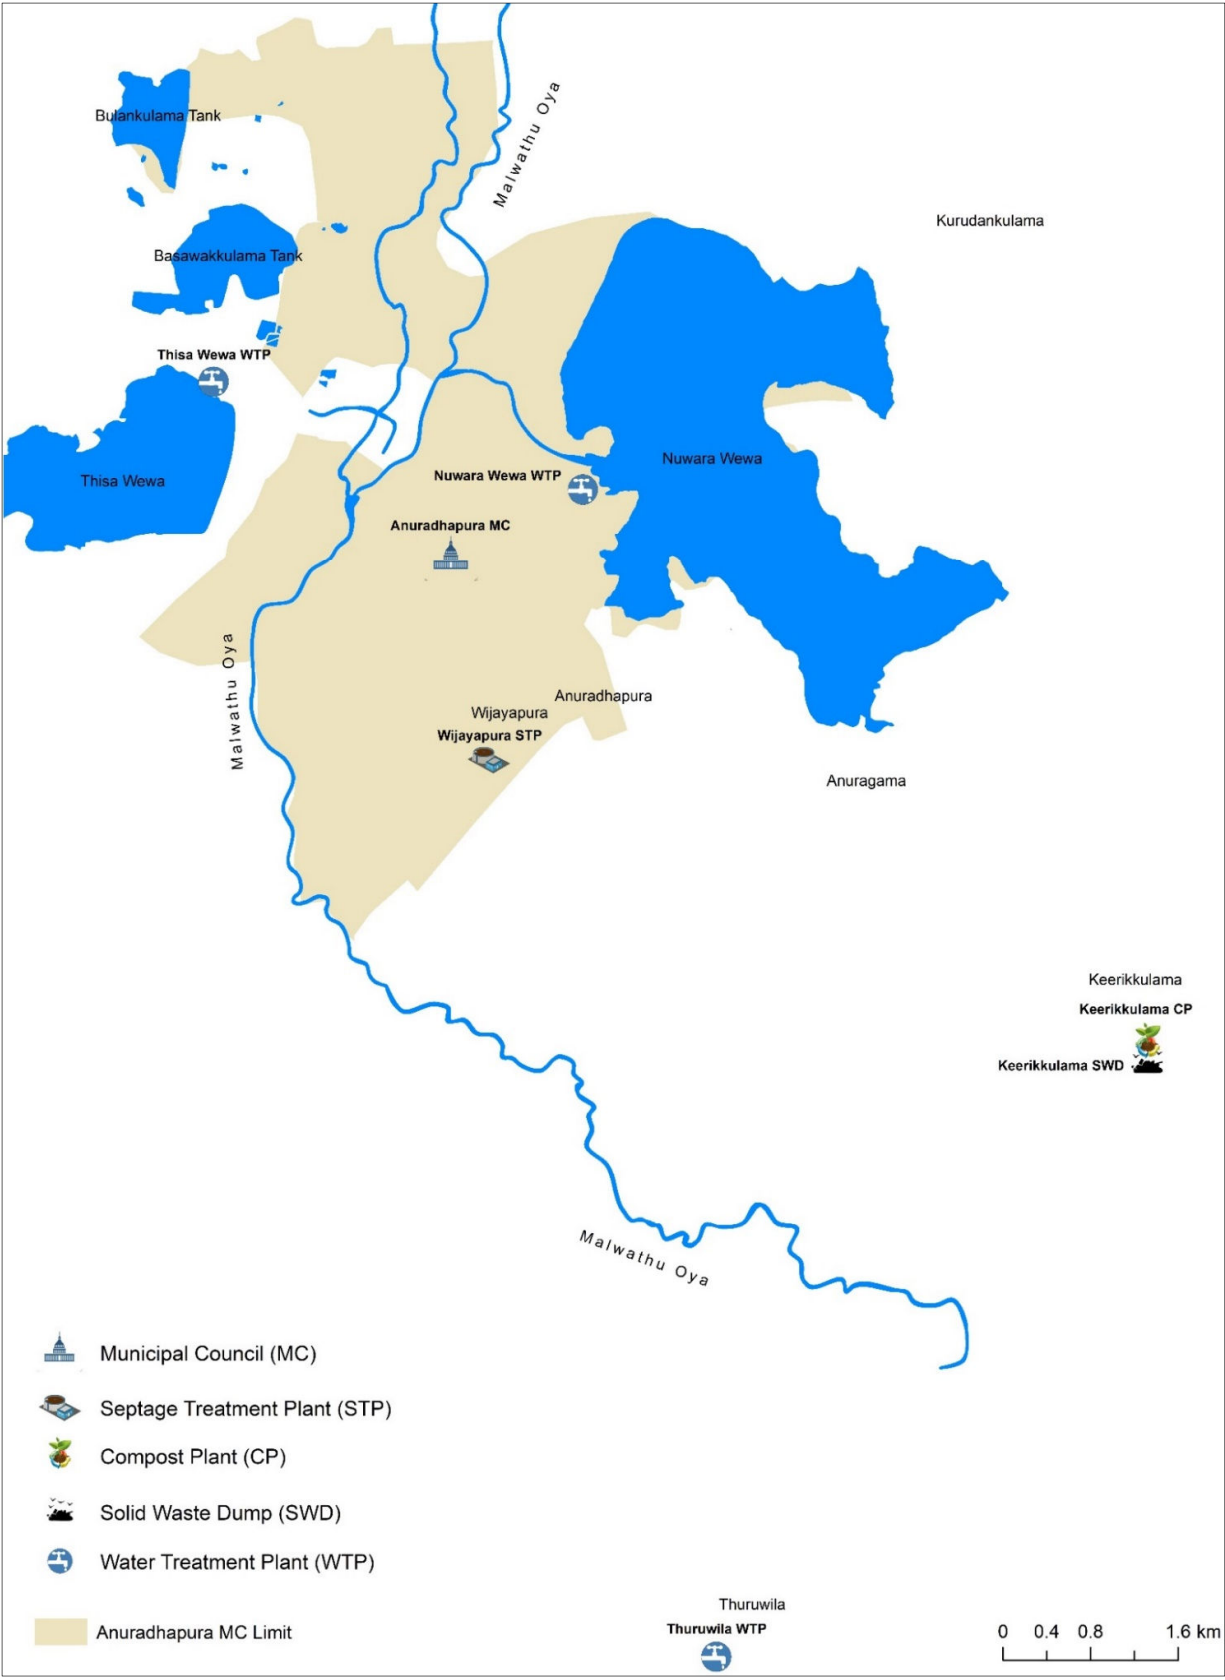 Malwathu Oya
Bulankulama Tank
Kurudankulama
Basawakkulama Tank
Thisa Wewa WTP
Nuwara Wewa
Nuwara Wewa WTP
Thisa Wewa
Anuradhapura MC
Malwathu Oya
Anuradhapura
Wijayapura
Wijayapura STP
Anuragama
Keerikkulama
Keerikkulama CP
Keerikkulama SWD
Malwathu Oya
Municipal Council (MC)
Septage Treatment Plant (STP)
Compost Plant (CP)
Solid Waste Dump (SWD)
Water Treatment Plant (WTP)
Anuradhapura MC Limit
Thuruwila
Thuruwila WTP
0 0.4 0.8 1.6 km